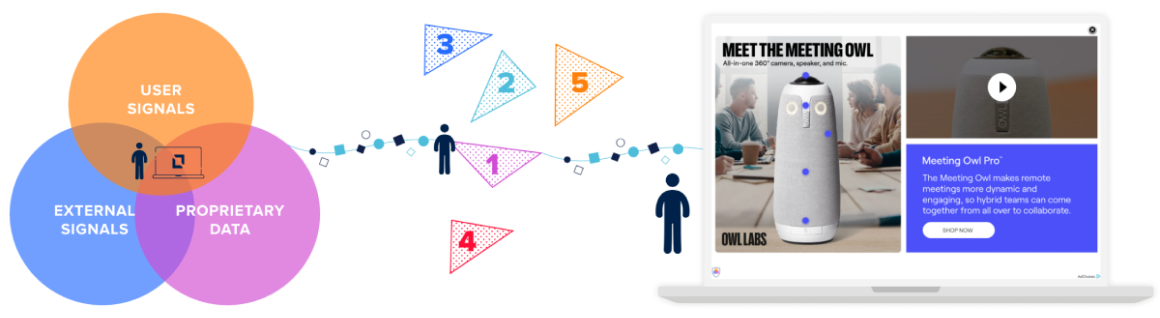 USER
SIGNALS
EXTERNAL
SIGNALS
PROPRIETARY
DATA
3
2
5
1
4
MEET THE MEETING OWL
All-in-one 360° camera, speaker, and mic.
OWL LABS
Meeting Owl Pro™
The Meeting Owl makes remote
meetings more dynamic and
engaging, so hybrid teams can come
together from all over to collaborate.
SHOP NOW